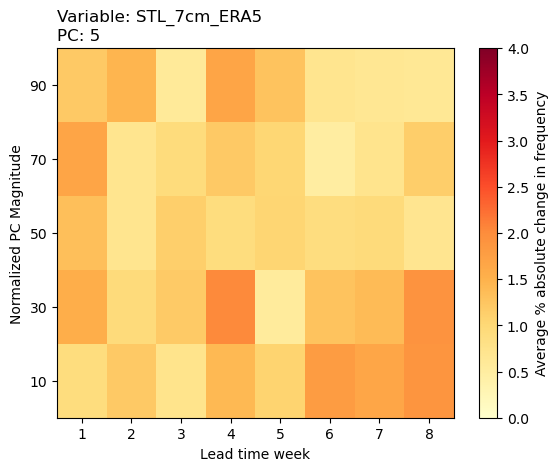 Variable: STL_7cm_ERA5
PC: 5
90
70
50
30
10
Normalized PC Magnitude
1 2 3 4 5 6 7 8
Lead time week
4.0
3.5
3.0
2.5
2.0
1.5
1.0
0.5
0.0
Average % absolute change in frequency